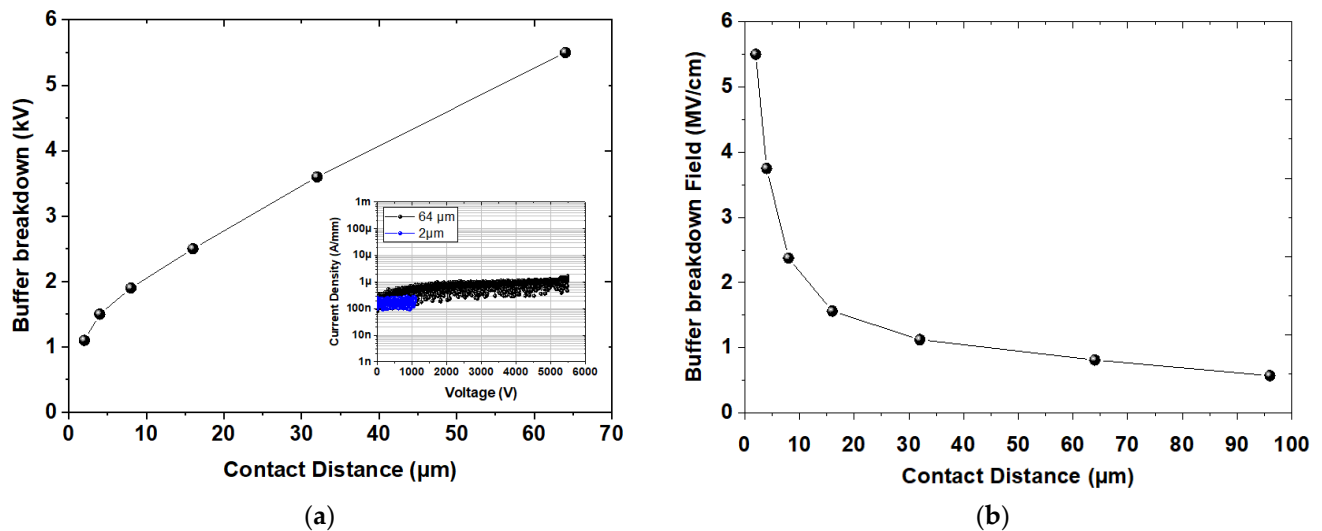 6
5
4
3
2
1
0
Buffer breakdown (kV)
0 10 20 30 40 50 60 70
Contact Distance (µm)
1m
100µ
10µ
1µ
100n
10n
1n
Current Density (A/mm)
64 µm
2µm
0 1000 2000 3000 4000 5000 6000
Voltage (V)
(a)
6
5
4
3
2
1
0
Buffer breakdown Field (MV/cm)
0 10 20 30 40 50 60 70 80 90 100
Contact Distance (µm)
(b)